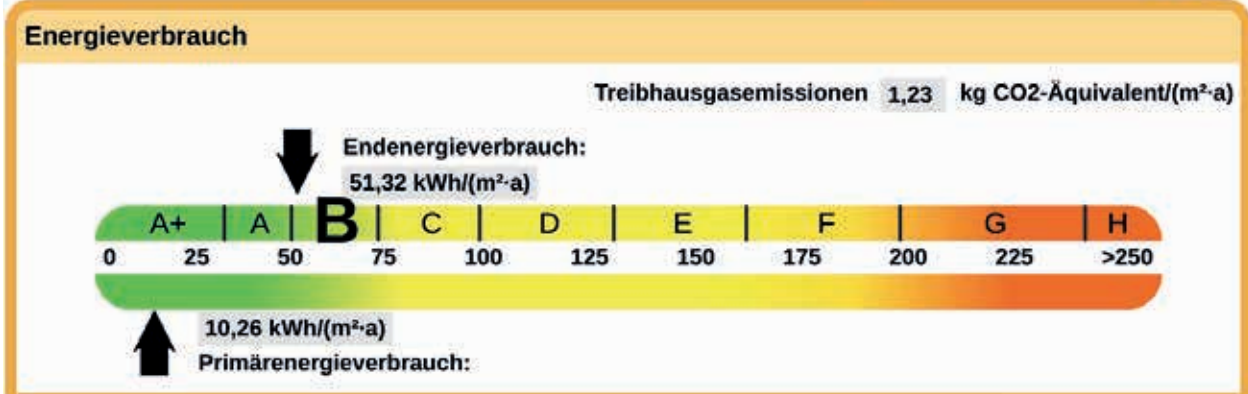 Energieverbrauch
Treibhausgasemissionen 1,23 kg CO2-Äquivalent/(m²·a)
Endenergieverbrauch:
51,32 kWh/(m²·a)
A+ A B C D E F G H
0 25 50 75 100 125 150 175 200 225 >250
10,26 kWh/(m²·a)
Primärenergieverbrauch: